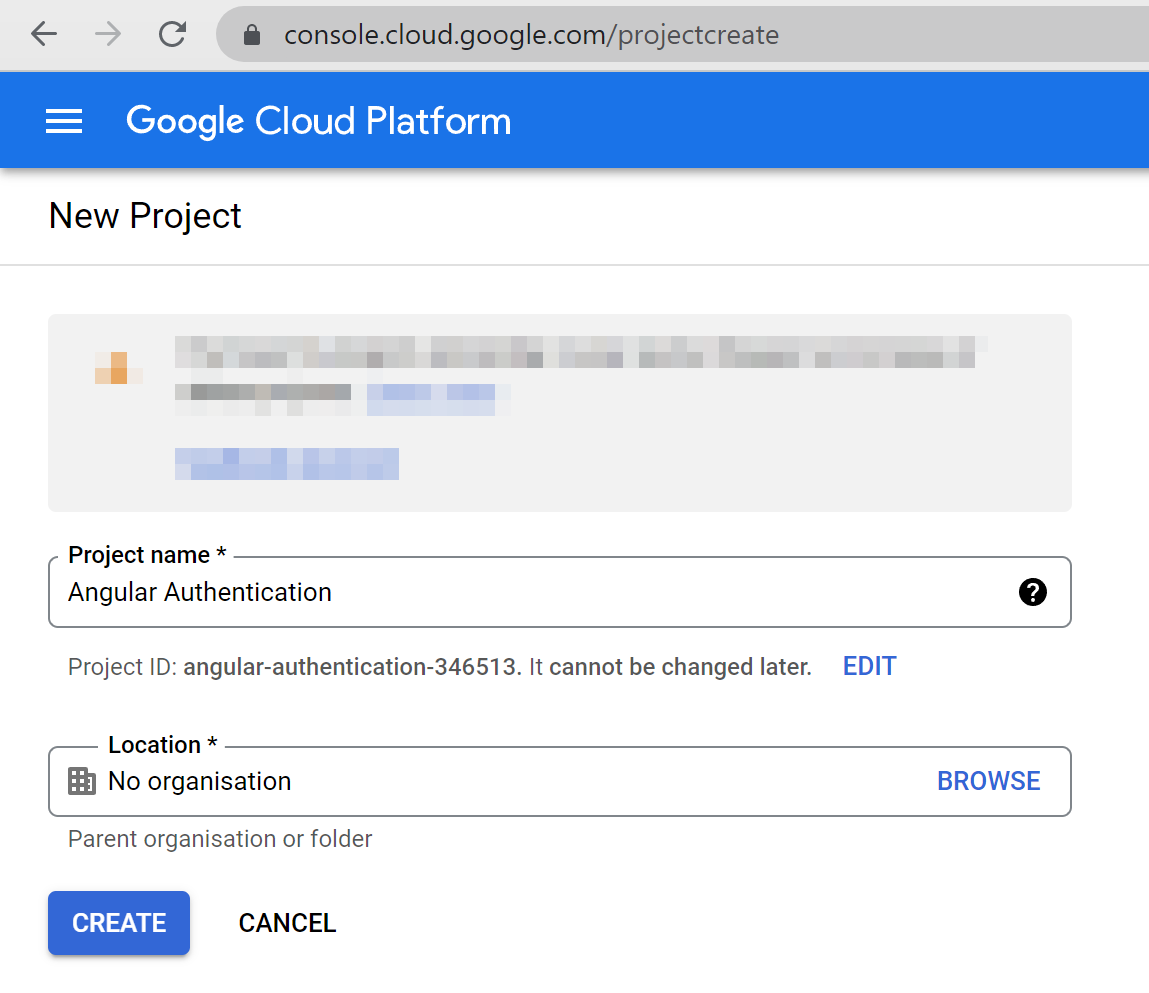 console.cloud.google.com/projectcreate
Google Cloud Platform
New Project
Project name *
Angular Authentication
Project ID: angular-authentication-346513. It cannot be changed later. EDIT
Location *
No organisation BROWSE
Parent organisation or folder
CREATE CANCEL